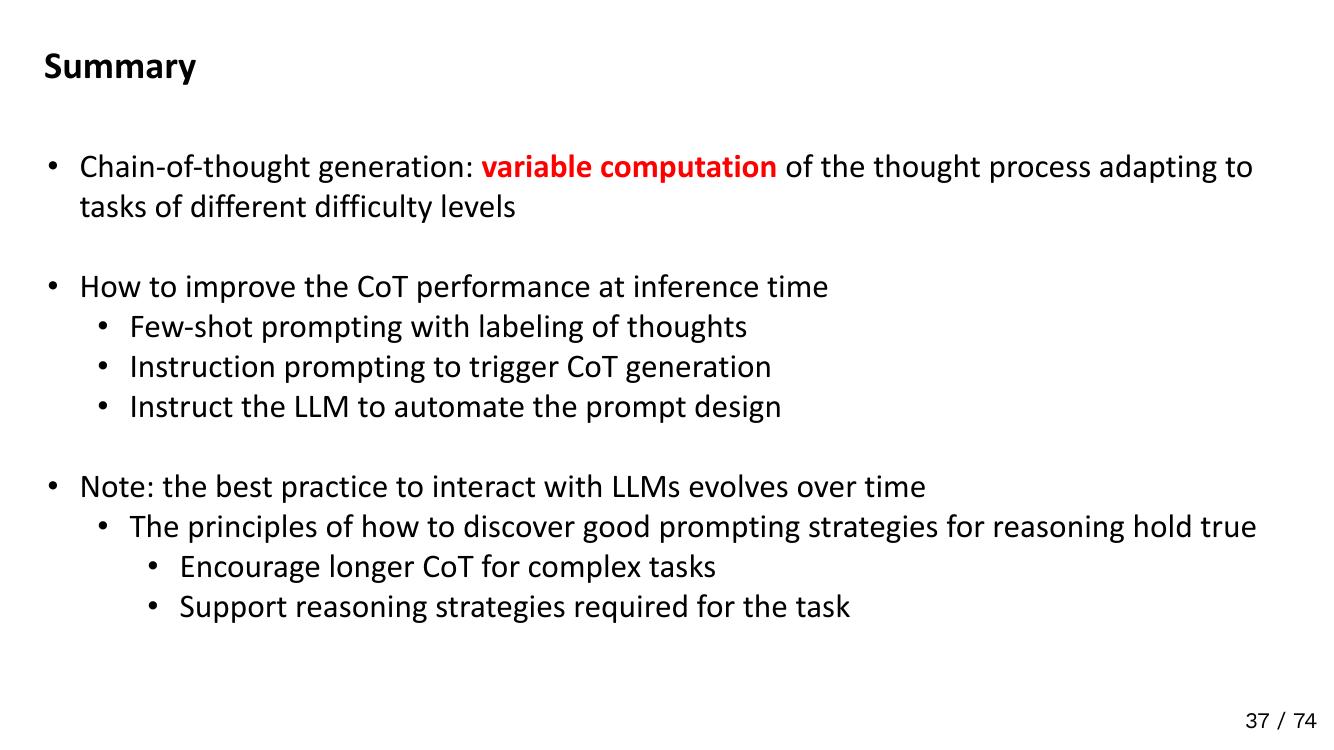 Summary
• Chain-of-thought generation: variable computation of the thought process adapting to
tasks of different difficulty levels
• How to improve the CoT performance at inference time
• Few-shot prompting with labeling of thoughts
• Instruction prompting to trigger CoT generation
• Instruct the LLM to automate the prompt design
• Note: the best practice to interact with LLMs evolves over time
• The principles of how to discover good prompting strategies for reasoning hold true
• Encourage longer CoT for complex tasks
• Support reasoning strategies required for the task
37 / 74